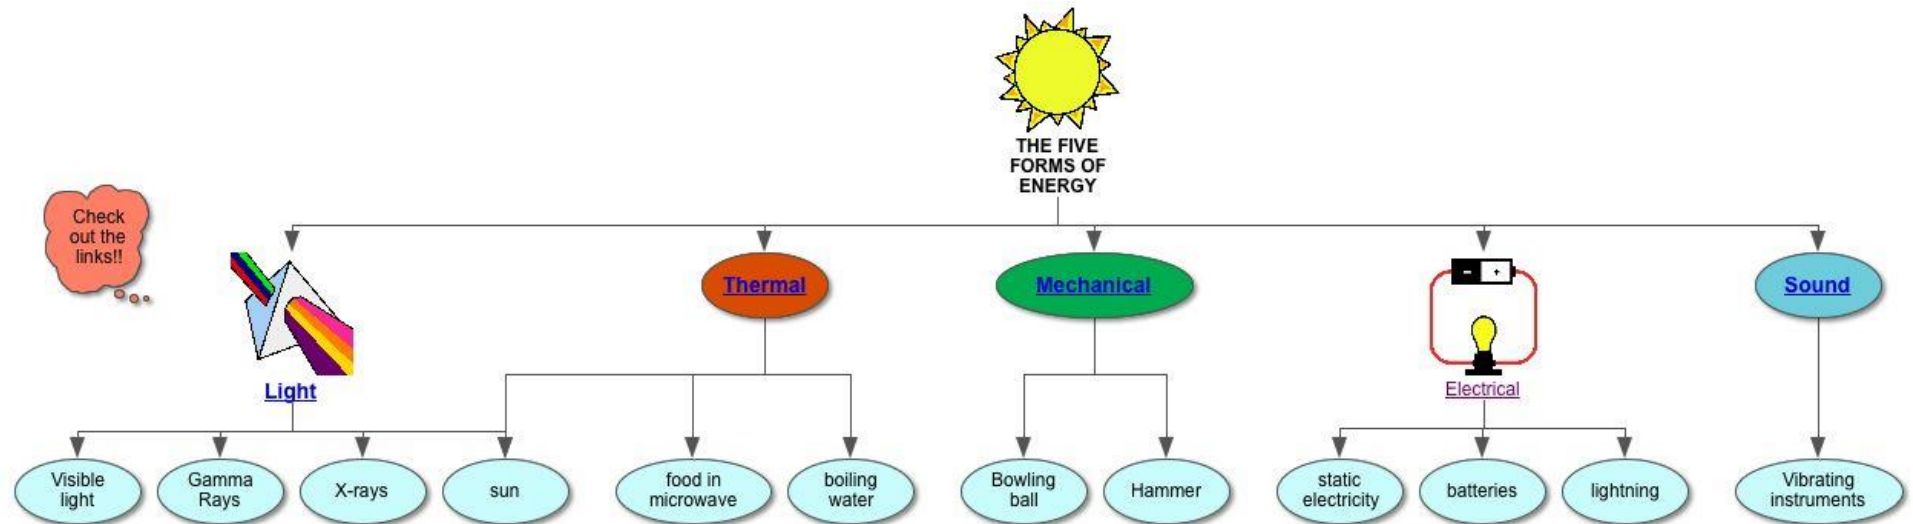 THE FIVE
FORMS OF
ENERGY
Check
out the
links!!
Thermal
Mechanical
Sound
Light
Electrical
Visible
light
Gamma
Rays
X-rays
sun
food in
microwave
boiling
water
Bowling
ball
Hammer
static
electricity
batteries
lightning
Vibrating
instruments
- +